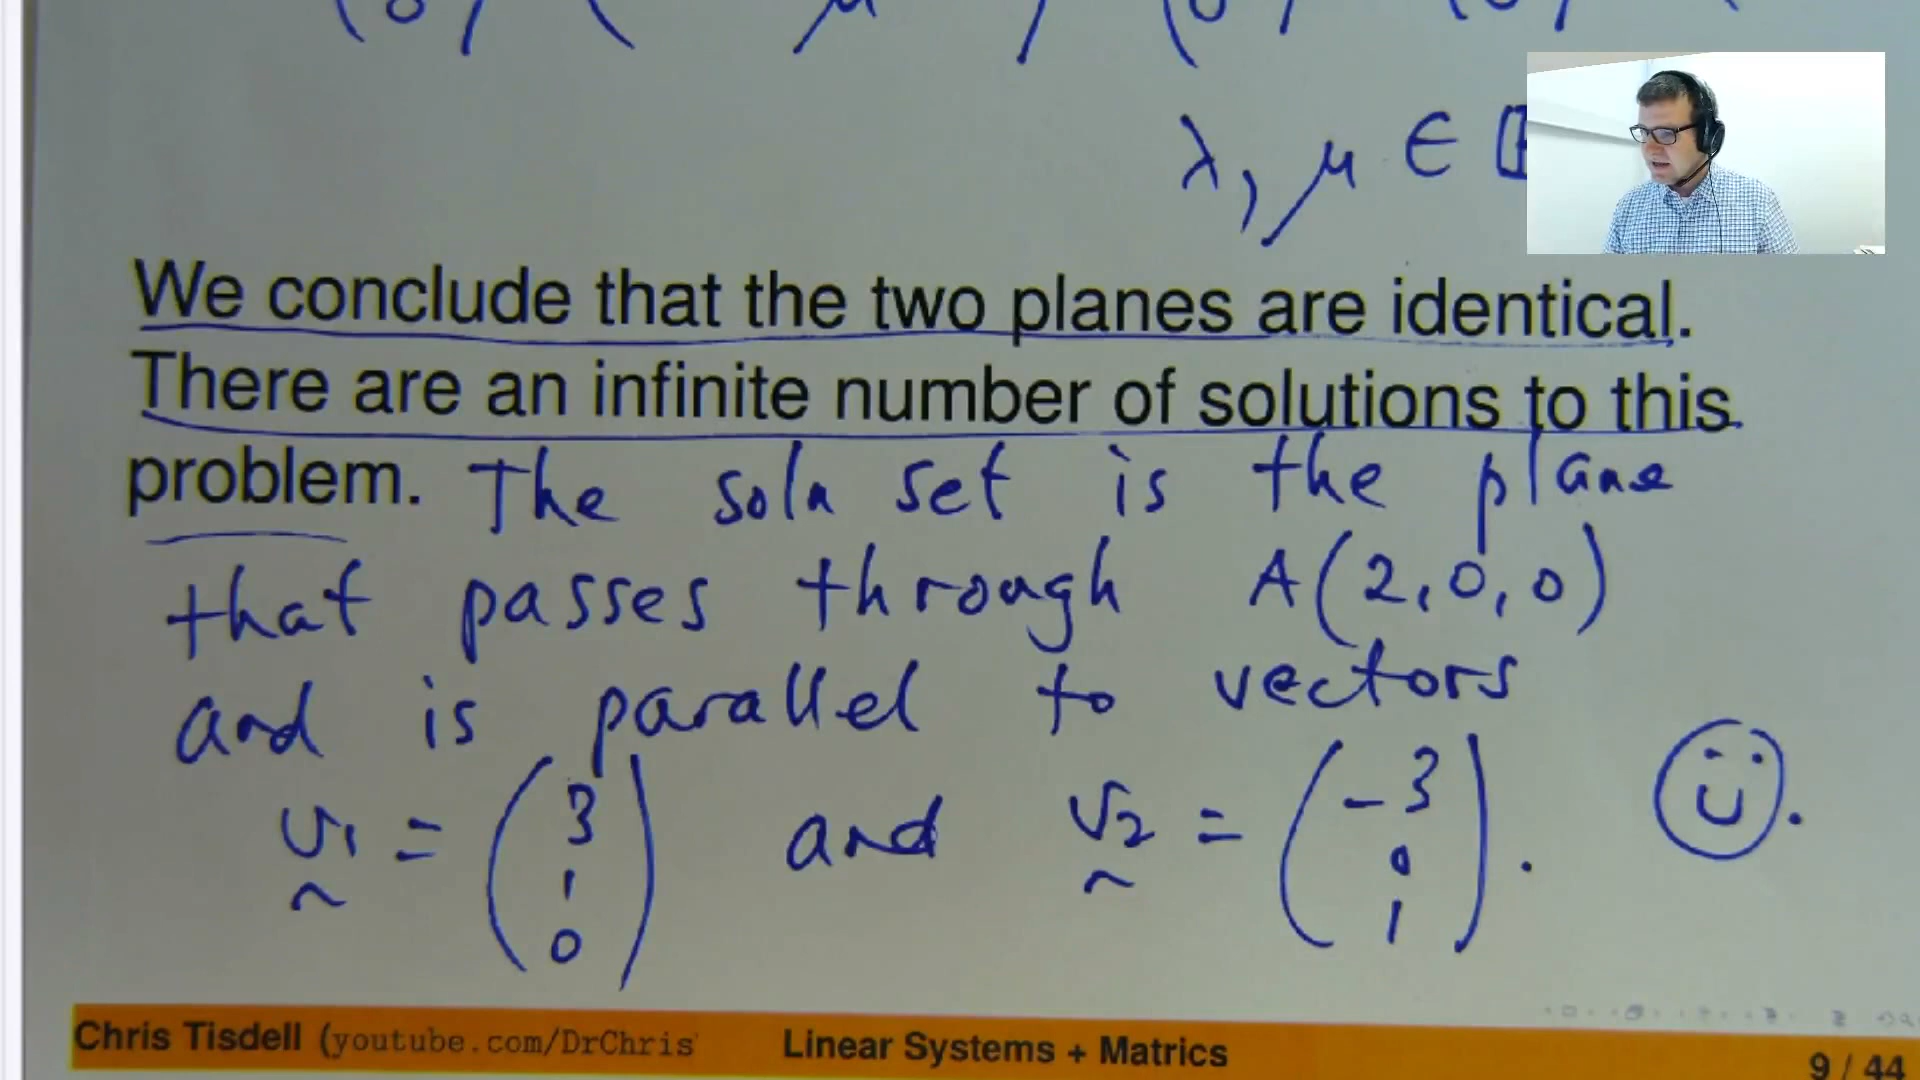 λ, μ ∈
We conclude that the two planes are identical.
There are an infinite number of solutions to this
problem. The soln set is the plane
that passes through A(2,0,0)
and is parallel to vectors
v1 = (3 1 0) and v2 = (-3 0 1).
Chris Tisdell (youtube.com/DrChris Linear Systems + Matrics 9 / 44